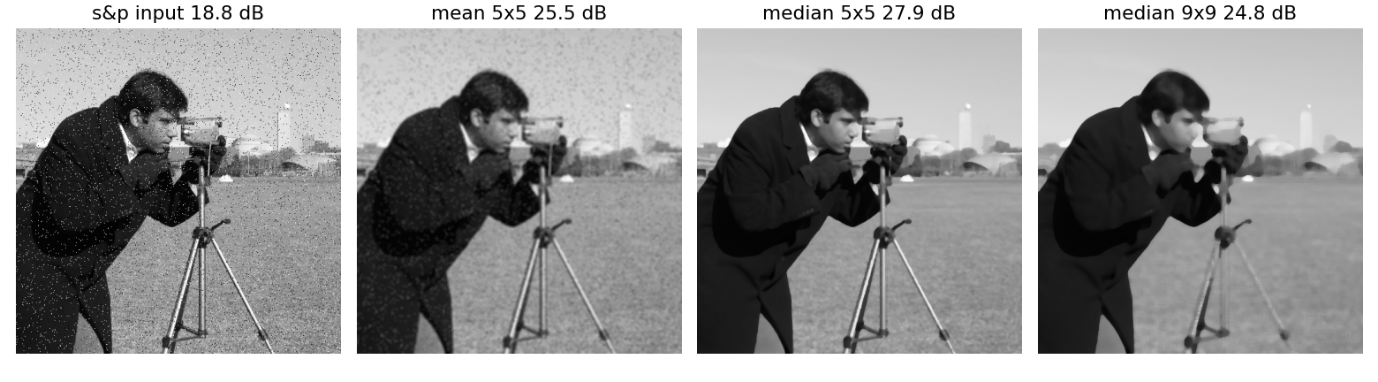 s&p input 18.8 dB
mean 5x5 25.5 dB
median 5x5 27.9 dB
median 9x9 24.8 dB